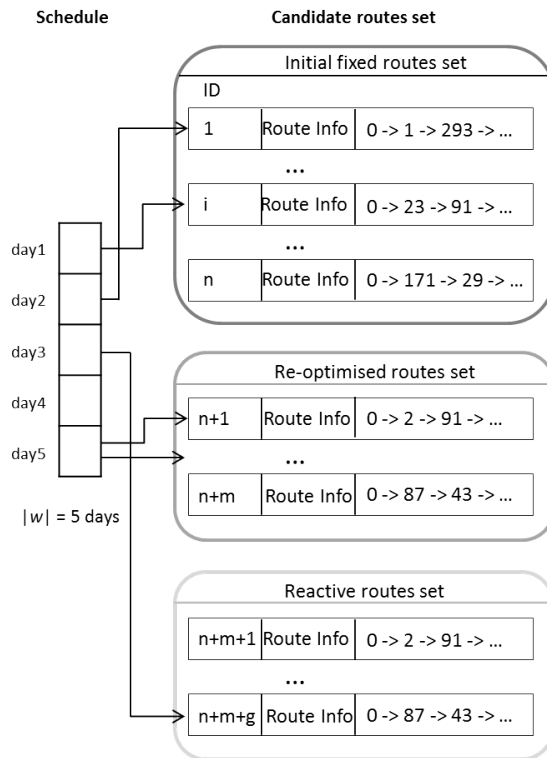 Schedule
Candidate routes set
Initial fixed routes set
ID
1 Route Info 0 -> 1 -> 293 -> ...
...
i Route Info 0 -> 23 -> 91 -> ...
...
n Route Info 0 -> 171 -> 29 -> ...
day1
day2
day3
day4
day5
|w| = 5 days
Re-optimised routes set
n+1 Route Info 0 -> 2 -> 91 -> ...
...
n+m Route Info 0 -> 87 -> 43 -> ...
Reactive routes set
n+m+1 Route Info 0 -> 2 -> 91 -> ...
...
n+m+g Route Info 0 -> 87 -> 43 -> ...